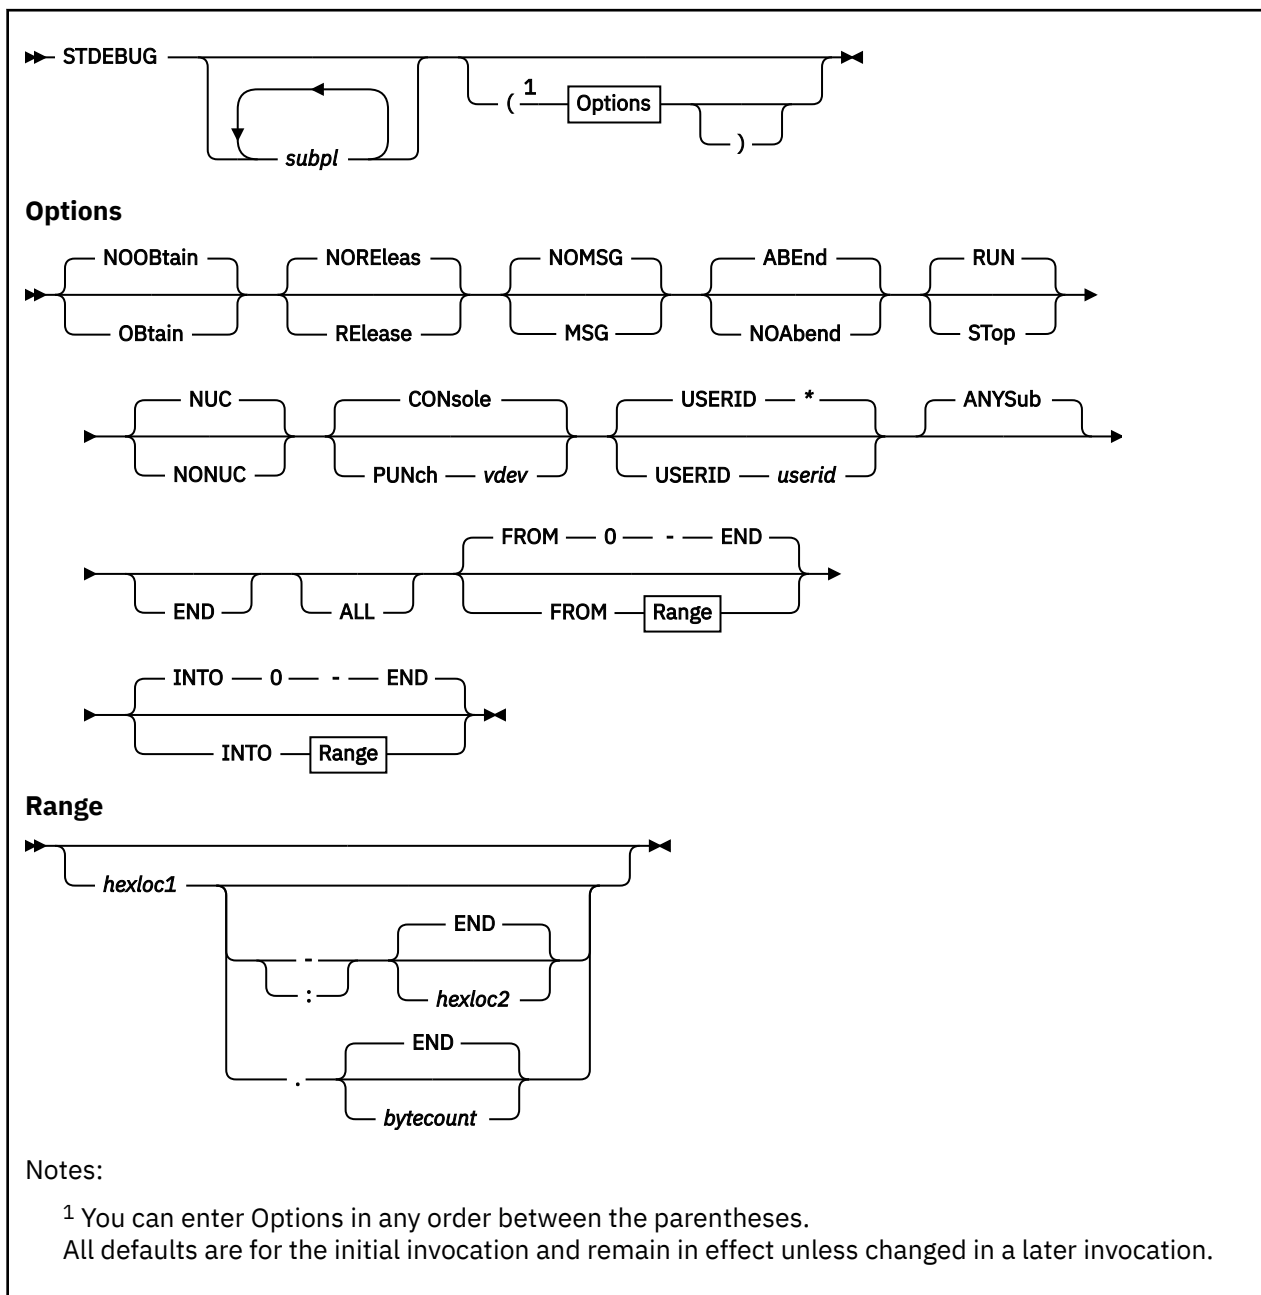 STDEBUG
( 1 Options
)
subpl
Options
NOOBtain NOREleas NOMSG ABEnd RUN
OBtain RElease MSG NOAbend STop
NUC CONsole USERID * ANYSub
NONUC PUNch vdev USERID userid
FROM 0 - END
END ALL FROM Range
INTO 0 - END
INTO Range
Range
hexloc1
END
-
: hexloc2
END
.
bytecount
Notes:
1 You can enter Options in any order between the parentheses.
All defaults are for the initial invocation and remain in effect unless changed in a later invocation.